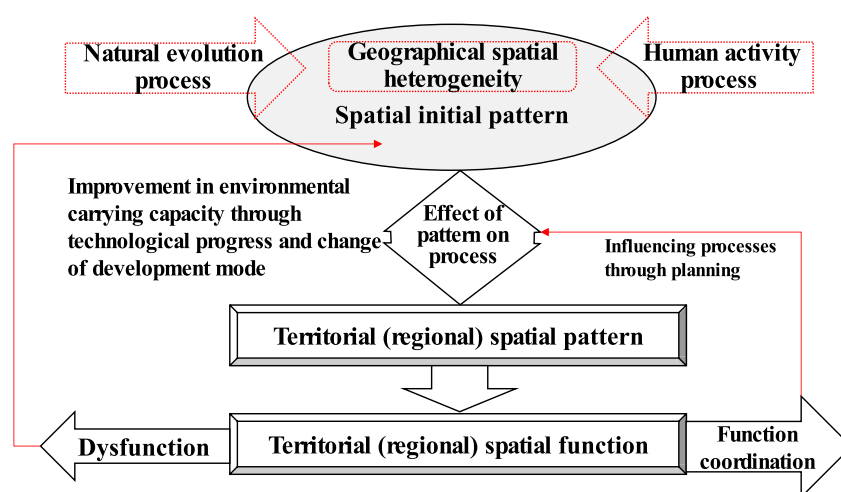 Natural evolution
process
Geographical spatial
heterogeneity
Human activity
process
Spatial initial pattern
Improvement in environmental
carrying capacity through
technological progress and change
of development mode
Effect of
pattern on
process
Influencing processes
through planning
Territorial (regional) spatial pattern
Dysfunction
Territorial (regional) spatial function
Function
coordination